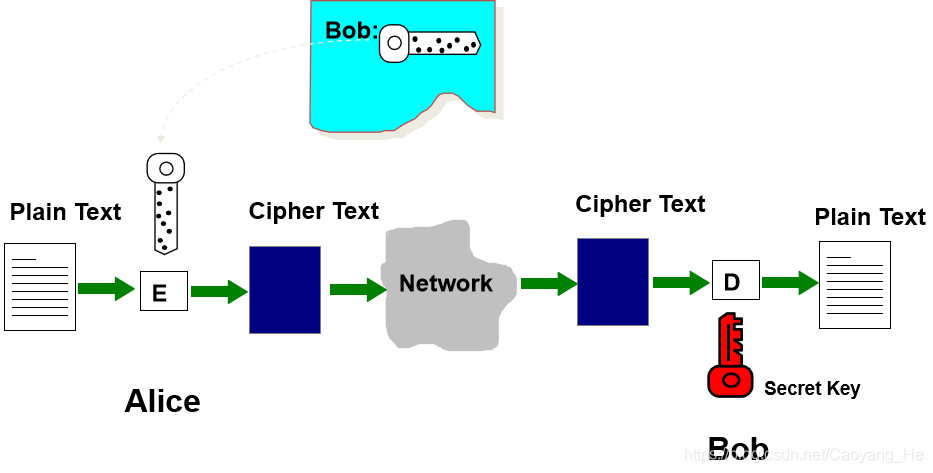 Bob:
Plain Text
Cipher Text
Cipher Text
Plain Text
Network
E
D
Secret Key
Alice
Bob
https://blog.csdn.net/Caoyang_He